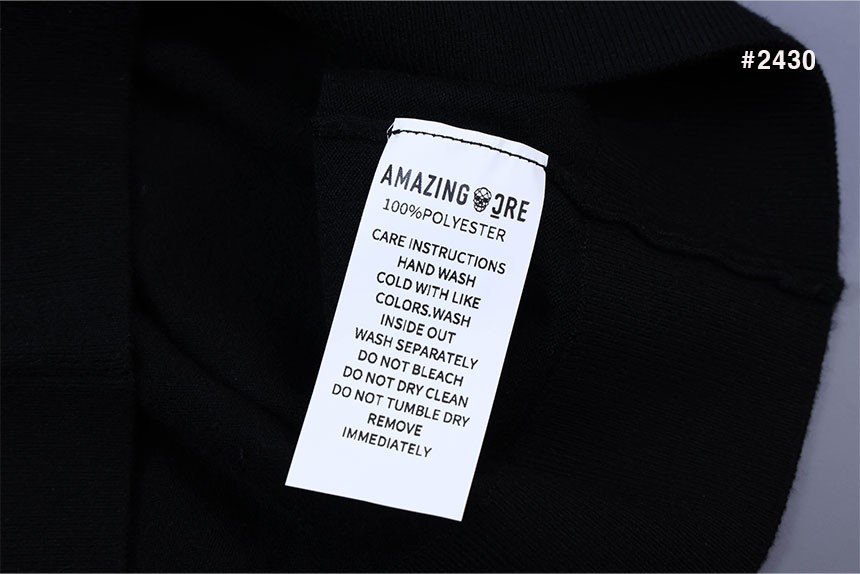 #2430
AMAZING CORE
100%POLYESTER
CARE INSTRUCTIONS
HAND WASH
COLD WITH LIKE
COLORS.WASH
INSIDE OUT
WASH SEPARATELY
DO NOT BLEACH
DO NOT DRY CLEAN
DO NOT TUMBLE DRY
REMOVE
IMMEDIATELY